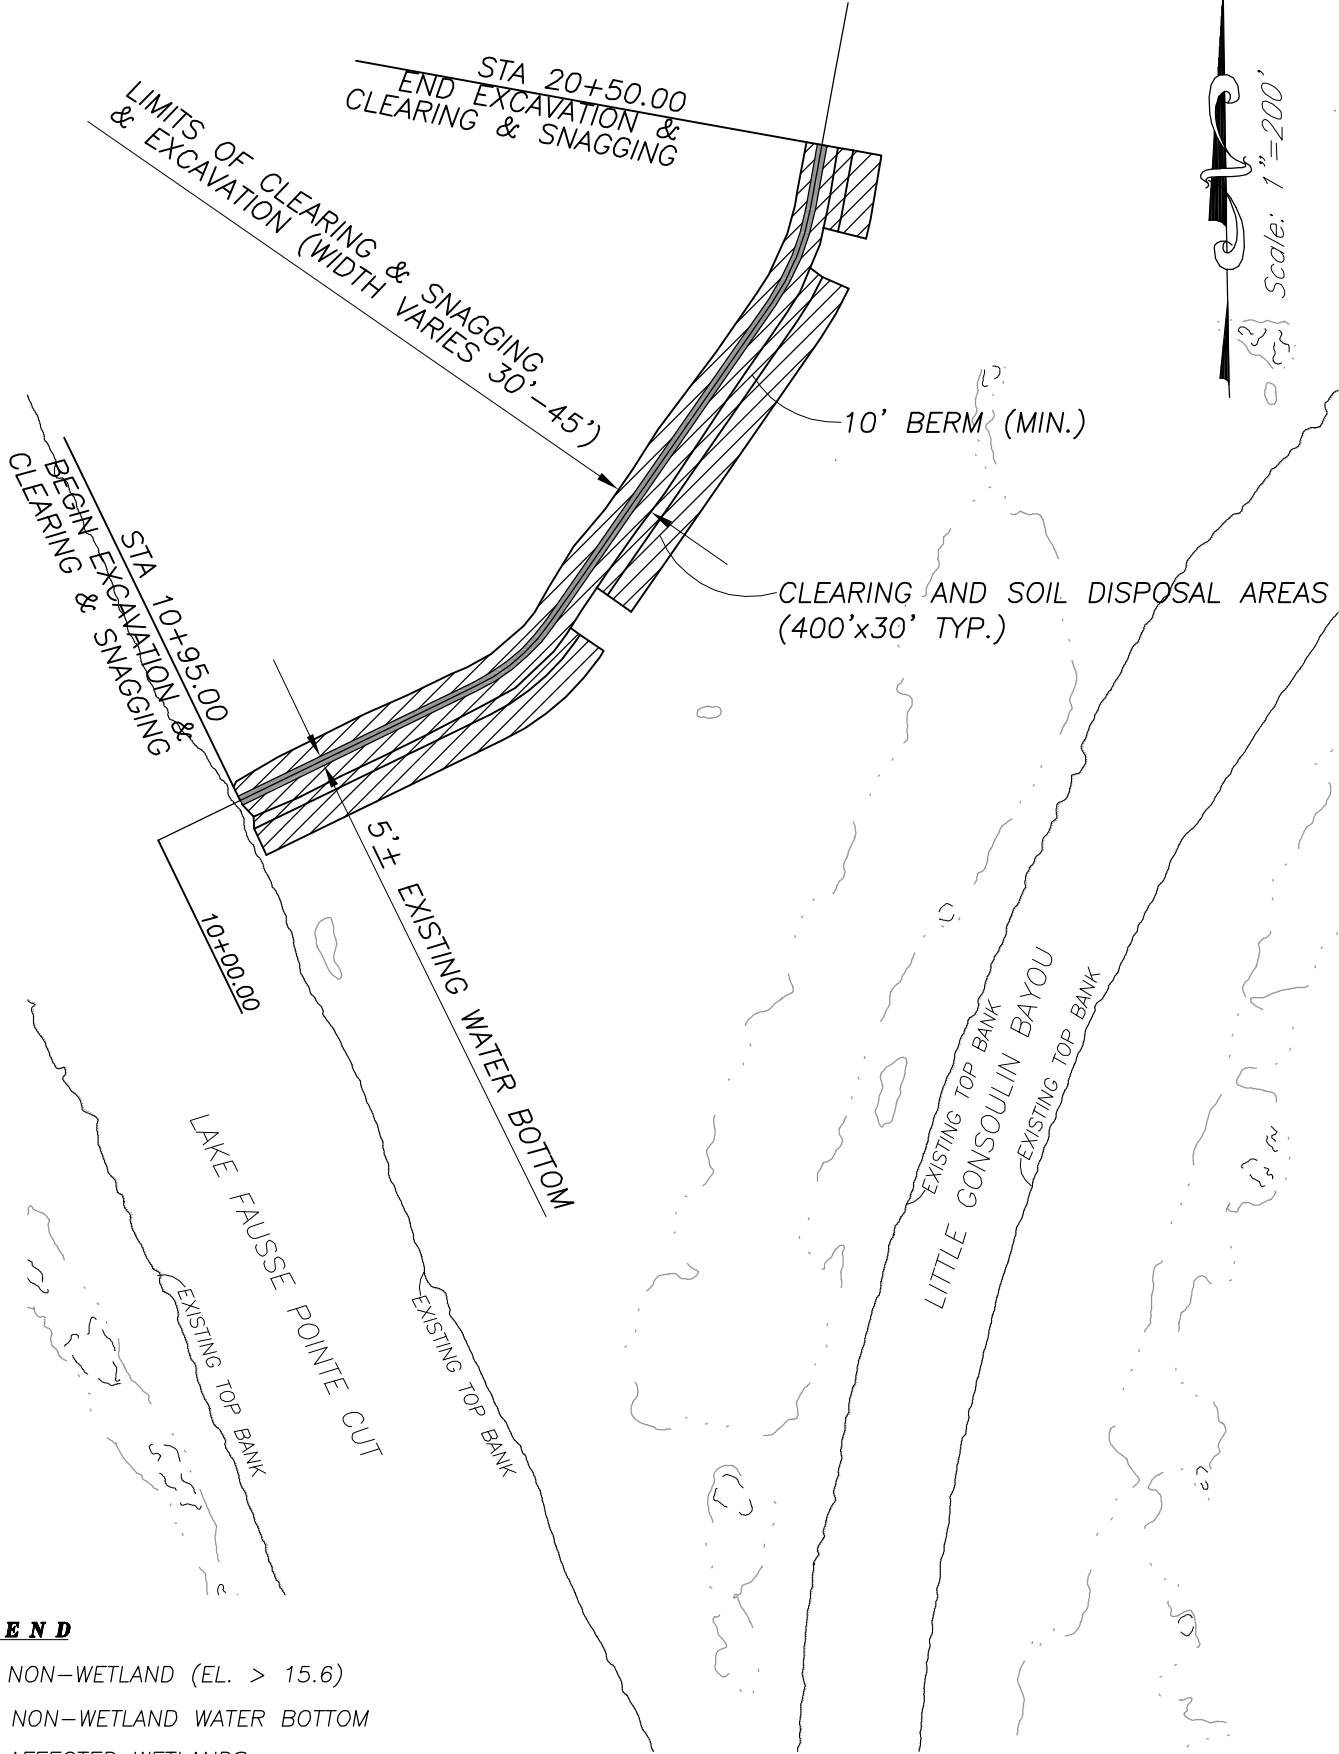 STA 20+50.00
END EXCAVATION &
CLEARING & SNAGGING
LIMITS OF CLEARING & SNAGGING
& EXCAVATION (WIDTH VARIES 30'-45')
Scale: 1"=200'
10' BERM (MIN.)
CLEARING AND SOIL DISPOSAL AREAS
(400'x30' TYP.)
STA 10+95.00
BEGIN EXCAVATION &
CLEARING & SNAGGING
10+00.00
5'± EXISTING WATER BOTTOM
LAKE FAUSSE POINTE CUT
EXISTING TOP BANK
EXISTING TOP BANK
EXISTING TOP BANK
LITTLE GONSOULIN BAYOU
EXISTING TOP BANK
END
NON-WETLAND (EL. > 15.6)
NON-WETLAND WATER BOTTOM
AFFECTED WETLANDS